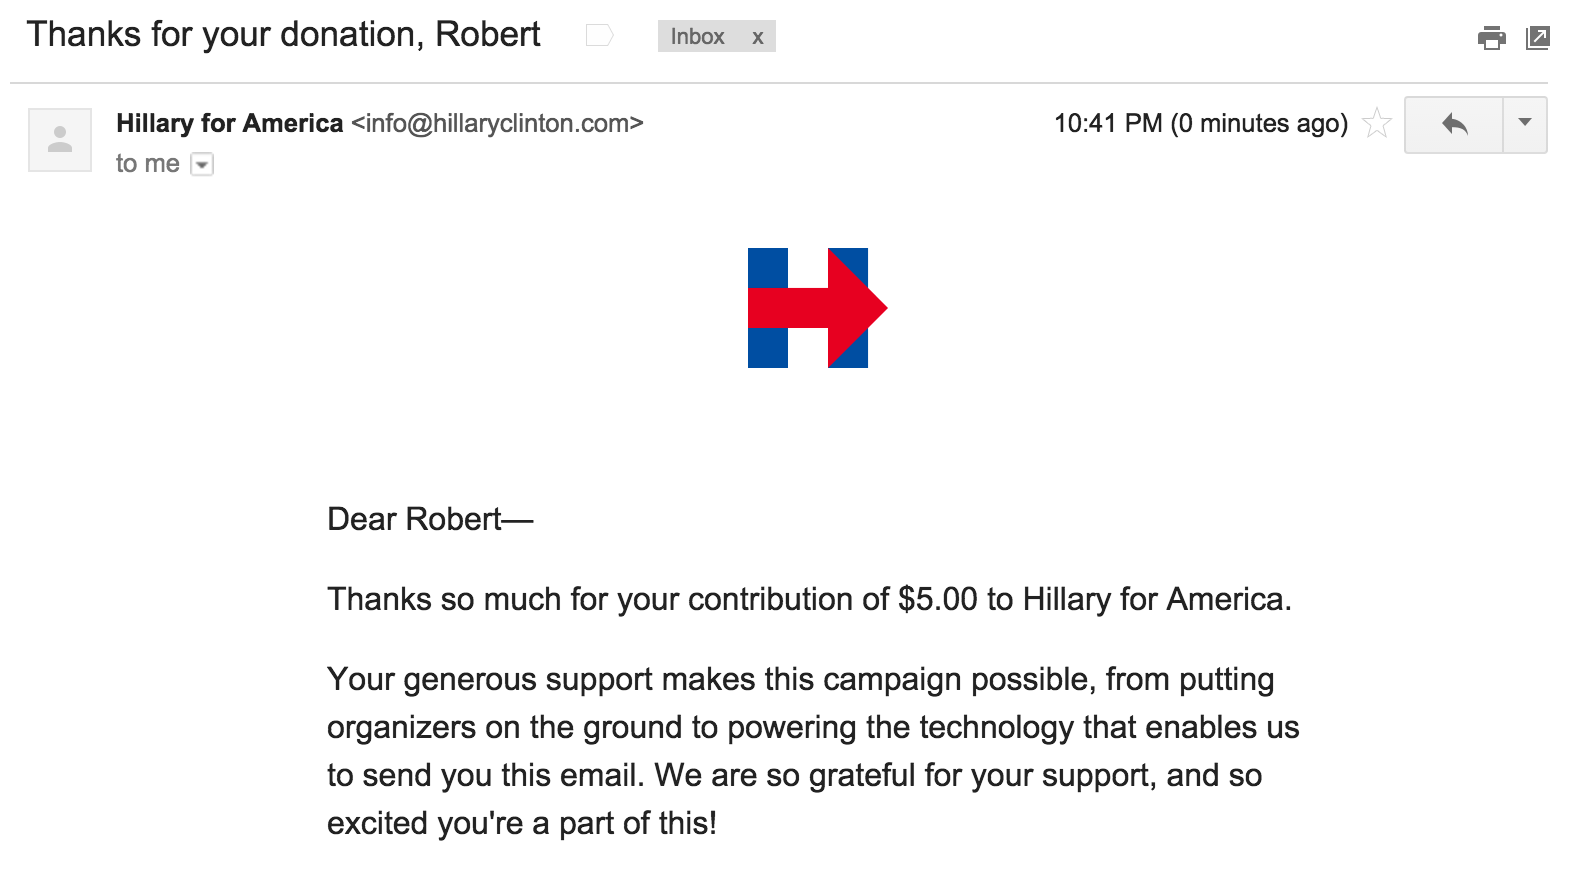 Thanks for your donation, Robert Inbox x
Hillary for America <info@hillaryclinton.com> 10:41 PM (0 minutes ago)
to me
H
Dear Robert—
Thanks so much for your contribution of $5.00 to Hillary for America.
Your generous support makes this campaign possible, from putting
organizers on the ground to powering the technology that enables us
to send you this email. We are so grateful for your support, and so
excited you're a part of this!